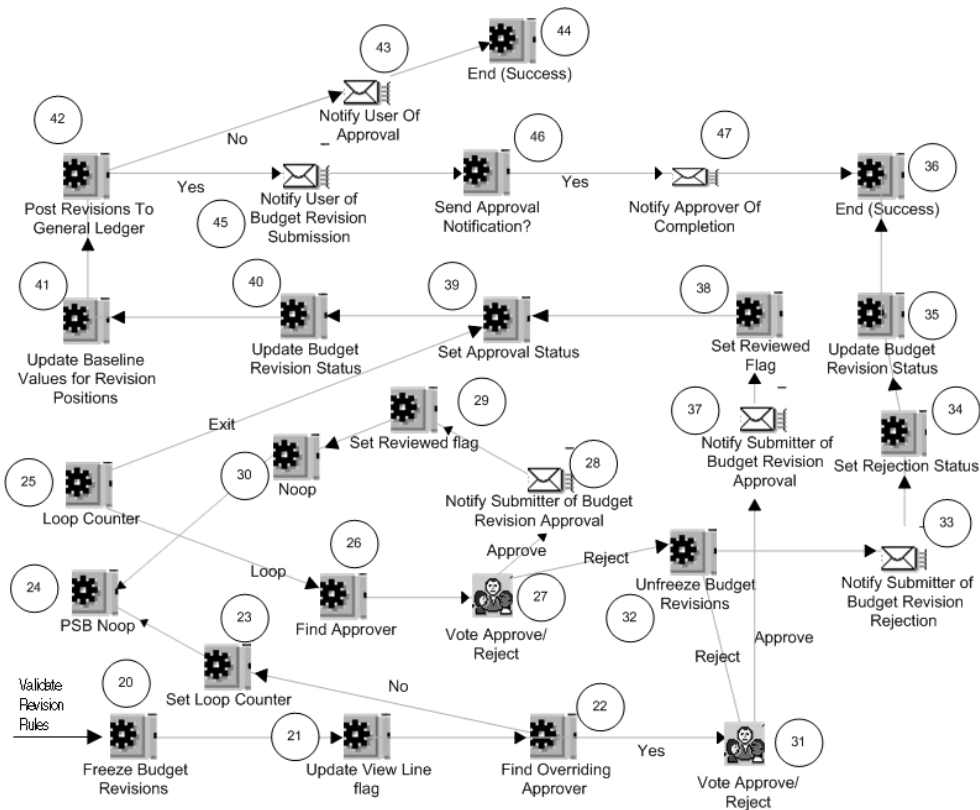 44
43
End (Success)
42
Notify User Of
Approval
No
46
47
36
Yes
Yes
Post Revisions To
General Ledger
45
Notify User of
Budget Revision
Submission
Send Approval
Notification?
Notify Approver Of
Completion
End (Success)
41
40
39
38
35
Update Baseline
Values for Revision
Positions
Update Budget
Revision Status
Set Approval Status
Set Reviewed
Flag
Update Budget
Revision Status
Exit
29
37
34
Set Reviewed flag
Notify Submitter of
Budget Revision
Approval
Set Rejection Status
25
30
28
Loop Counter
Noop
Notify Submitter of Budget
Revision Approval
33
26
Approve
Reject
Loop
24
27
Unfreeze Budget
Revisions
Notify Submitter of
Budget Revision
Rejection
PSB Noop
23
Find Approver
Vote Approve/
Reject
32
Approve
Reject
Validate
Revision
Rules
20
Set Loop Counter
No
22
21
Yes
31
Freeze Budget
Revisions
Update View Line
flag
Find Overriding
Approver
Vote Approve/
Reject